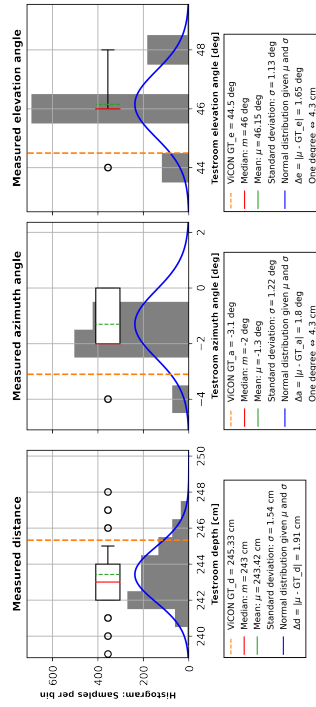 Measured distance
Histogram: Samples per bin
600
400
200
0
240
242
244
246
248
250
Testroom depth [cm]
ViCON GT_d = 245.33 cm
Median: m = 243 cm
Mean: μ = 243.42 cm
Standard deviation: σ = 1.54 cm
Normal distribution given μ and σ
Δd = |μ - GT_d| = 1.91 cm
Measured azimuth angle
−4
−2
0
2
Testroom azimuth angle [deg]
ViCON GT_a = -3.1 deg
Median: m = -2 deg
Mean: μ = -1.3 deg
Standard deviation: σ = 1.22 deg
Normal distribution given μ and σ
Δa = |μ - GT_a| = 1.8 deg
One degree ⇔ 4.3 cm
Measured elevation angle
44
46
48
Testroom elevation angle [deg]
ViCON GT_e = 44.5 deg
Median: m = 46 deg
Mean: μ = 46.15 deg
Standard deviation: σ = 1.13 deg
Normal distribution given μ and σ
Δe = |μ - GT_e| = 1.65 deg
One degree ⇔ 4.3 cm